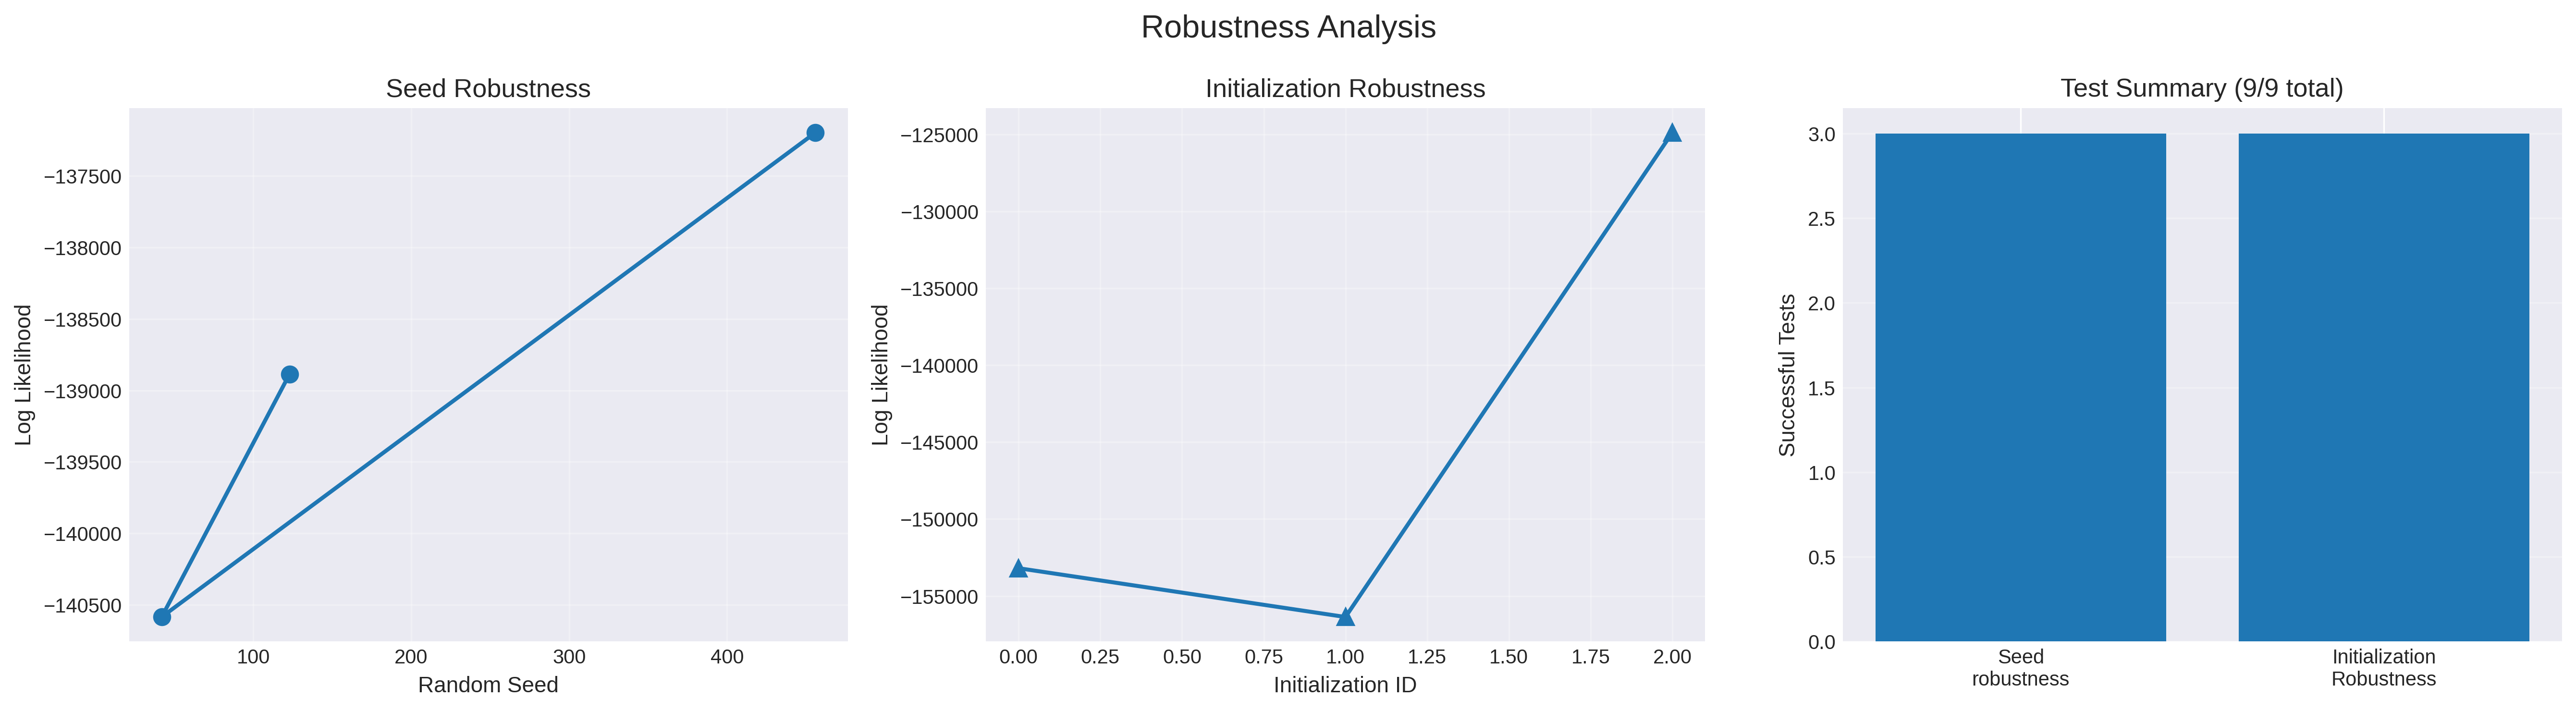 Robustness Analysis
Seed Robustness
Log Likelihood
−137500
−138000
−138500
−139000
−139500
−140000
−140500
100 200 300 400
Random Seed
Initialization Robustness
Log Likelihood
−125000
−130000
−135000
−140000
−145000
−150000
−155000
0.00 0.25 0.50 0.75 1.00 1.25 1.50 1.75 2.00
Initialization ID
Test Summary (9/9 total)
Successful Tests
3.0
2.5
2.0
1.5
1.0
0.5
0.0
Seed
robustness
Initialization
Robustness